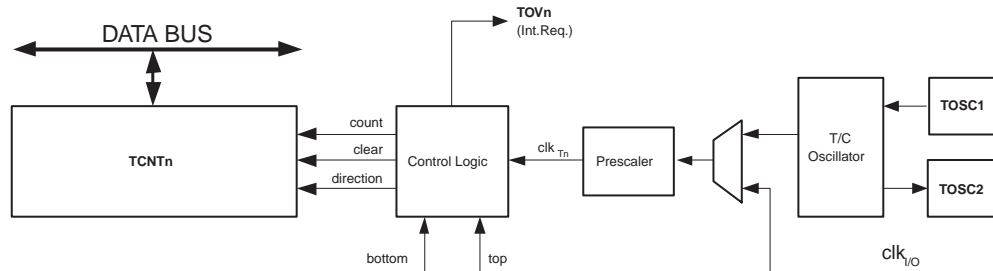 DATA BUS
TOVn
(Int.Req.)
TCNTn
count
clear
direction
Control Logic
clk Tn
Prescaler
T/C
Oscillator
TOSC1
TOSC2
bottom
top
clk I/O